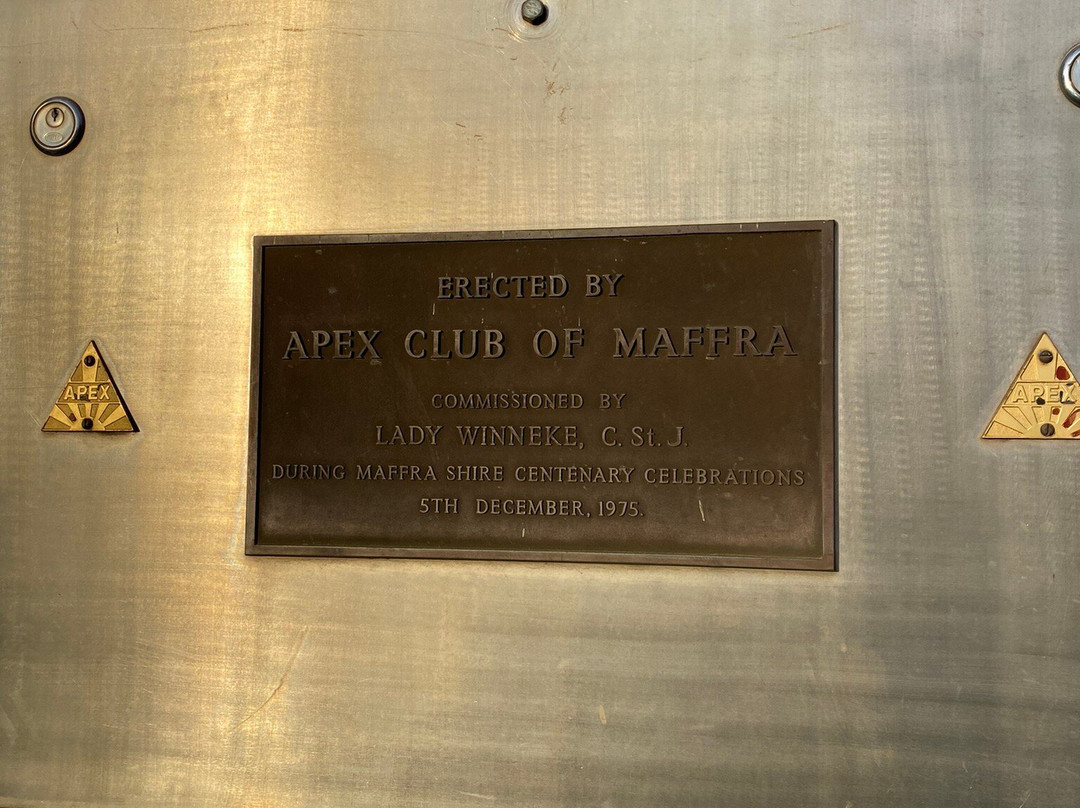 ERECTED BY
APEX CLUB OF MAFFRA
COMMISSIONED BY
LADY WINNEKE, C. St. J.
DURING MAFFRA SHIRE CENTENARY CELEBRATIONS
5TH DECEMBER, 1975.
APEX
APEX